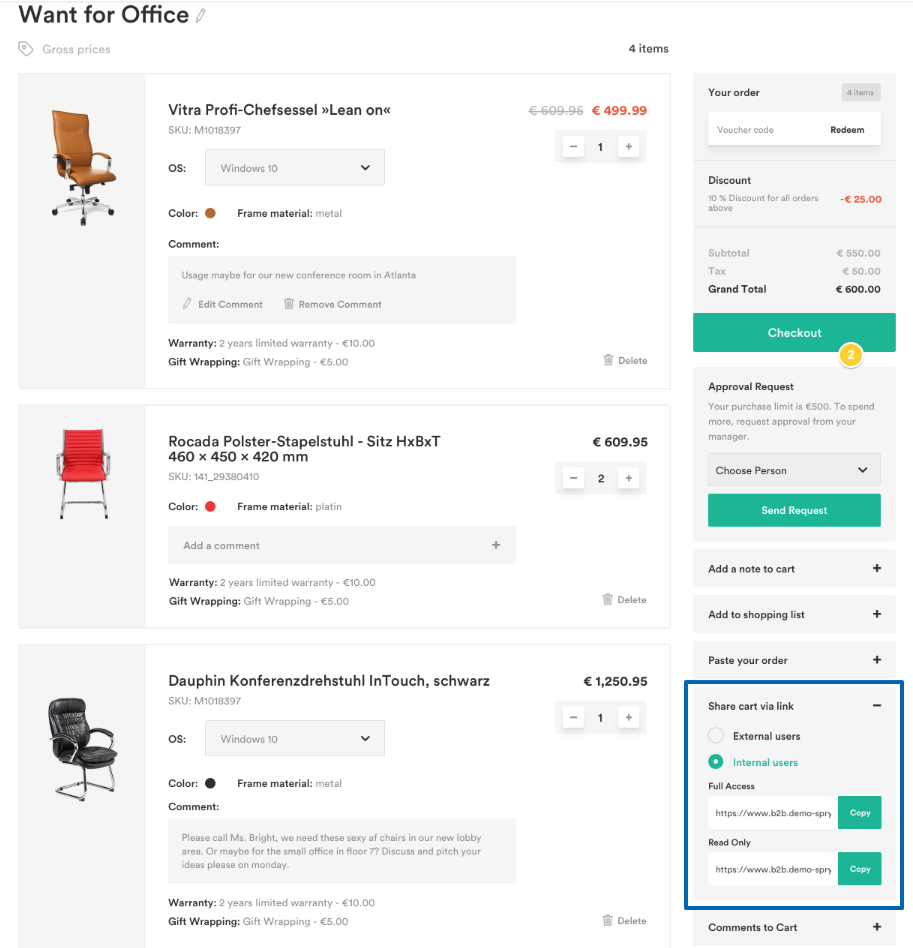 Want for Office
Gross prices
4 items
Vitra Profi-Chefsessel »Lean on«
€ 609.95 € 499.99
SKU: M1018397
− 1 +
OS: Windows 10
Color: Frame material: metal
Comment:
Usage maybe for our new conference room in Atlanta
Edit Comment Remove Comment
Warranty: 2 years limited warranty - €10.00
Gift Wrapping: Gift Wrapping - €5.00
Delete
Rocada Polster-Stapelstuhl - Sitz HxBxT
460 × 450 × 420 mm
€ 609.95
SKU: 141_29380410
− 2 +
Color: Frame material: platin
Add a comment +
Warranty: 2 years limited warranty - €10.00
Gift Wrapping: Gift Wrapping - €5.00
Delete
Dauphin Konferenzdrehstuhl InTouch, schwarz
€ 1,250.95
SKU: M1018397
− 1 +
OS: Windows 10
Color: Frame material: metal
Comment:
Please call Ms. Bright, we need these sexy af chairs in our new lobby
area. Or maybe for the small office in floor 7? Discuss and pitch your
ideas please on monday.
Warranty: 2 years limited warranty - €10.00
Gift Wrapping: Gift Wrapping - €5.00
Delete
Your order 4 items
Voucher code Redeem
Discount
10 % Discount for all orders
above
-€ 25.00
Subtotal € 550.00
Tax € 50.00
Grand Total € 600.00
Checkout
2
Approval Request
Your purchase limit is €500. To spend
more, request approval from your
manager.
Choose Person
Send Request
Add a note to cart +
Add to shopping list +
Paste your order +
Share cart via link −
External users
Internal users
Full Access
https://www.b2b.demo-spry Copy
Read Only
https://www.b2b.demo-spry Copy
Comments to Cart +